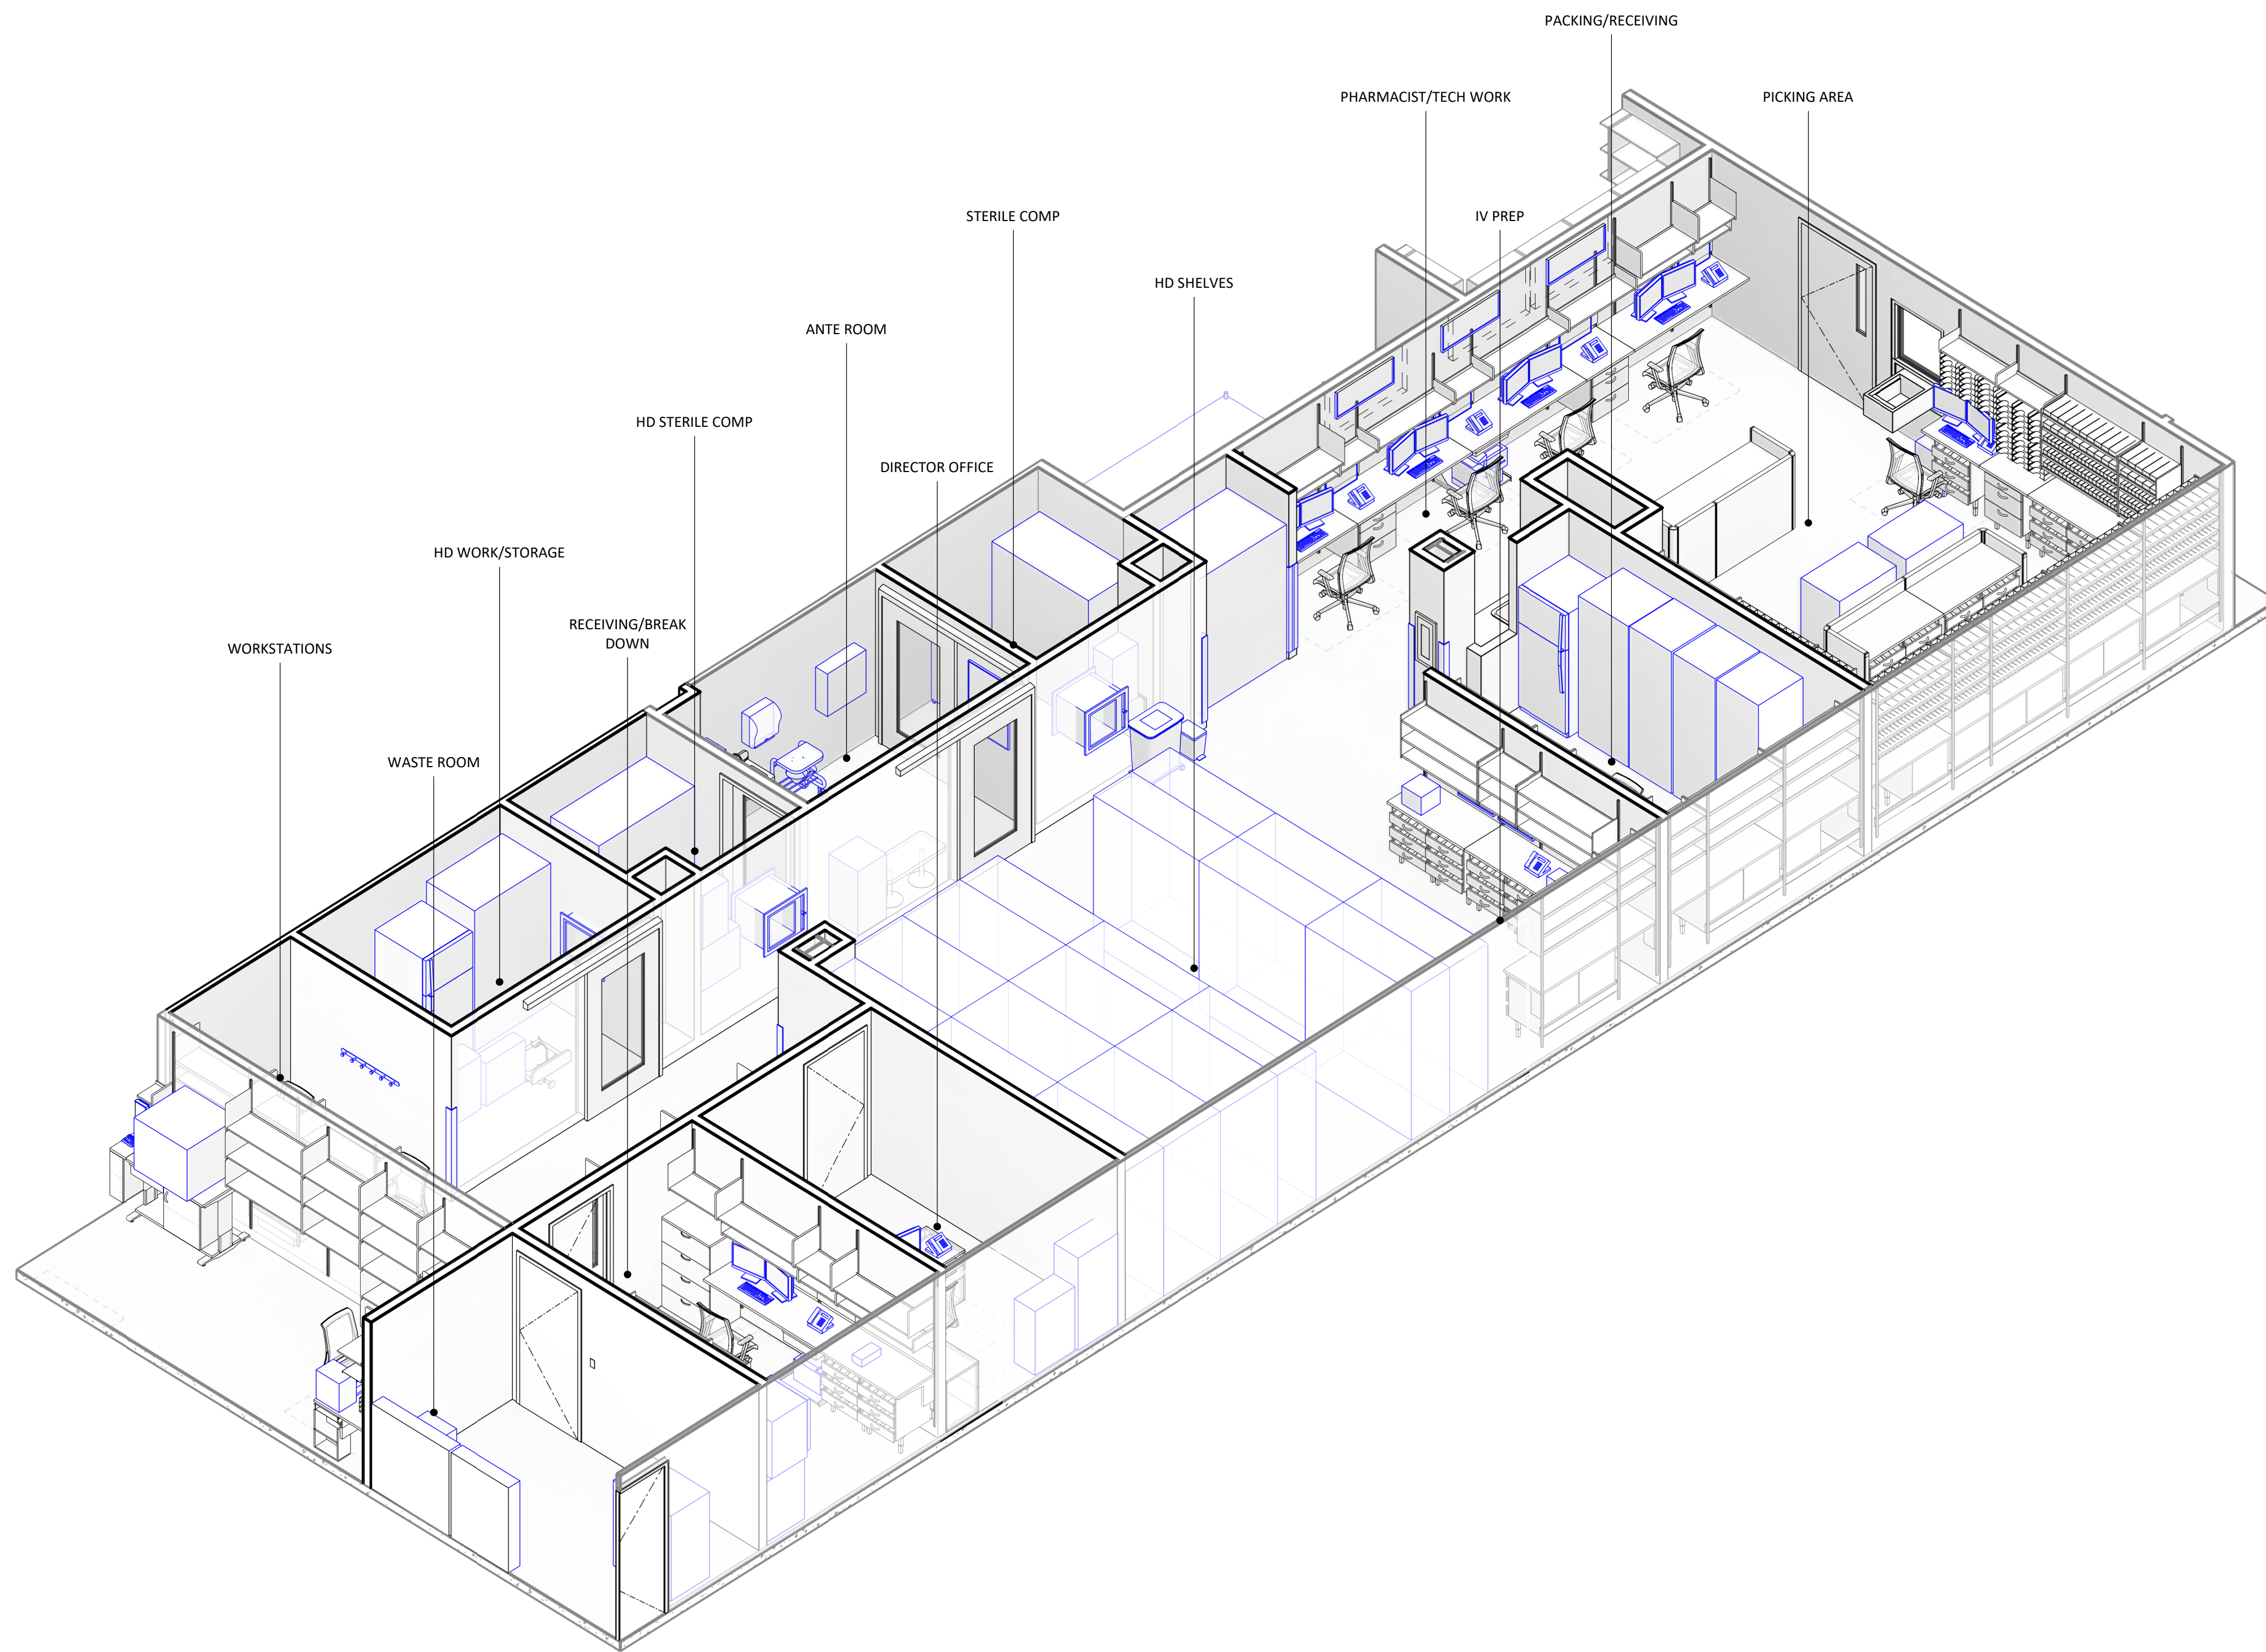 PACKING/RECEIVING
PHARMACIST/TECH WORK
PICKING AREA
STERILE COMP
IV PREP
HD SHELVES
ANTE ROOM
HD STERILE COMP
DIRECTOR OFFICE
HD WORK/STORAGE
RECEIVING/BREAK
DOWN
WORKSTATIONS
WASTE ROOM